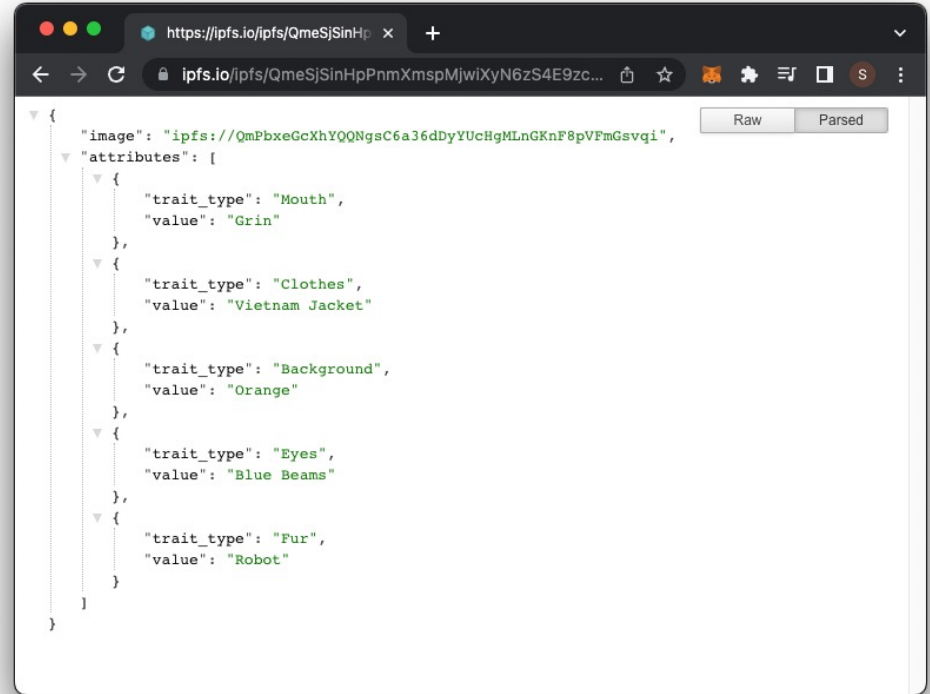 https://ipfs.io/ipfs/QmeSjSinHp
ipfs.io/ipfs/QmeSjSinHpPnmXmspMjwiXyN6zS4E9zc...
S
Raw
Parsed
{
"image": "ipfs://QmPbxeGcXhYQQNgsC6a36dDyYUcHgMLnGKnF8pVFmGsvqi",
"attributes": [
{
"trait_type": "Mouth",
"value": "Grin"
},
{
"trait_type": "Clothes",
"value": "Vietnam Jacket"
},
{
"trait_type": "Background",
"value": "Orange"
},
{
"trait_type": "Eyes",
"value": "Blue Beams"
},
{
"trait_type": "Fur",
"value": "Robot"
}
]
}